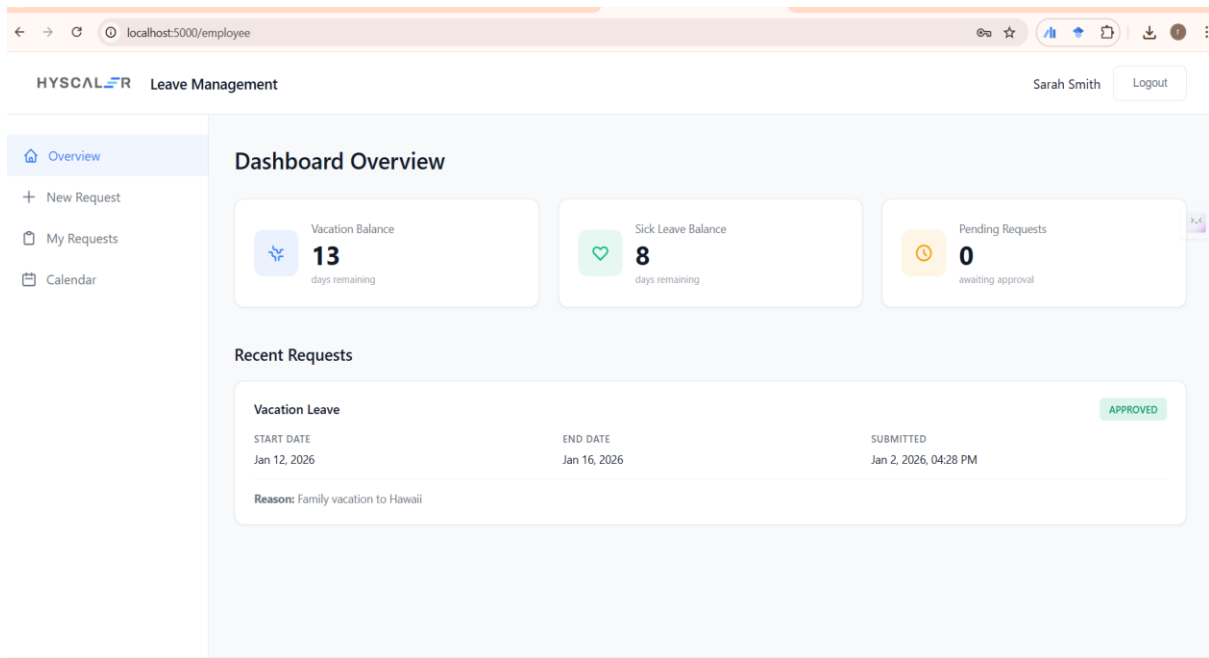 localhost:5000/employee
HYSCALER Leave Management
Sarah Smith
Logout
Overview
New Request
My Requests
Calendar
Dashboard Overview
Vacation Balance
13
days remaining
Sick Leave Balance
8
days remaining
Pending Requests
0
awaiting approval
Recent Requests
Vacation Leave
APPROVED
START DATE
Jan 12, 2026
END DATE
Jan 16, 2026
SUBMITTED
Jan 2, 2026, 04:28 PM
Reason: Family vacation to Hawaii